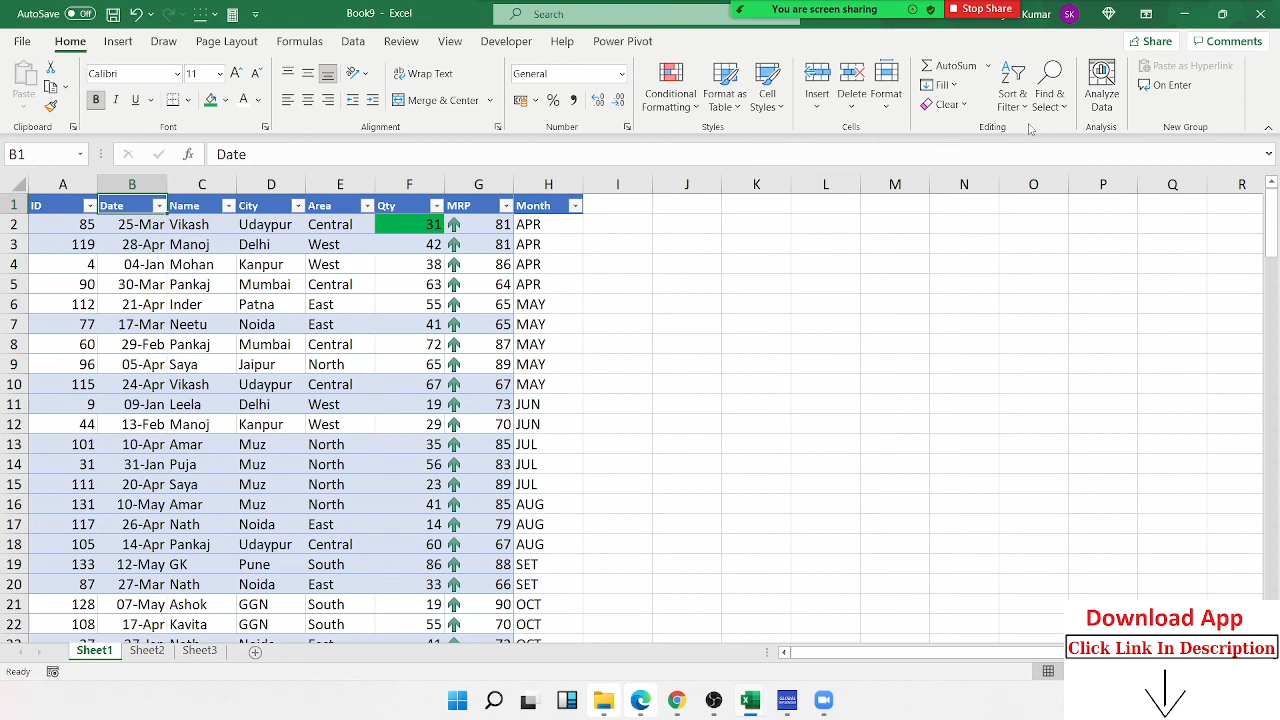 AutoSave Off Book6 - Excel Search You are screen sharing Stop Share Kumar SK
File Home Insert Draw Page Layout Formulas Data Review View Developer Help Power Pivot Share Comments
Paste Calibri 11 Wrap Text General Conditional Formatting Format as Table Cell Styles Insert Delete Format AutoSum Sort & Filter Find & Select Analyze Data Paste as Hyperlink
B I U A Merge & Center Fill Clear On Enter
Clipboard Font Alignment Number Styles Cells Editing Analysis New Group
B1 fx Date
A B C D E F G H I J K L M N O P Q R
1 ID Date Name City Area Qty MRP Month
2 85 25-Mar Vikash Udaypur Central 31 81 APR
3 119 28-Apr Manoj Delhi West 42 81 APR
4 4 04-Jan Mohan Kanpur West 38 86 APR
5 90 30-Mar Pankaj Mumbai Central 63 64 APR
6 112 21-Apr Inder Patna East 55 65 MAY
7 77 17-Mar Neetu Noida East 41 65 MAY
8 60 29-Feb Pankaj Mumbai Central 72 87 MAY
9 96 05-Apr Saya Jaipur North 65 89 MAY
10 115 24-Apr Vikash Udaypur Central 67 67 MAY
11 9 09-Jan Leela Delhi West 19 73 JUN
12 44 13-Feb Manoj Kanpur West 29 70 JUN
13 101 10-Apr Amar Muz North 35 85 JUL
14 31 31-Jan Puja Muz North 56 83 JUL
15 111 20-Apr Saya Muz North 23 89 JUL
16 131 10-May Amar Muz North 41 85 AUG
17 117 26-Apr Nath Noida East 14 79 AUG
18 105 14-Apr Pankaj Udaypur Central 60 67 AUG
19 133 12-May GK Pune South 86 88 SET
20 87 27-Mar Nath Noida East 33 66 SET
21 128 07-May Ashok GGN South 19 90 OCT
22 108 17-Apr Kavita GGN South 55 70 OCT
Sheet1 Sheet2 Sheet3
Ready
Download App
Click Link In Description